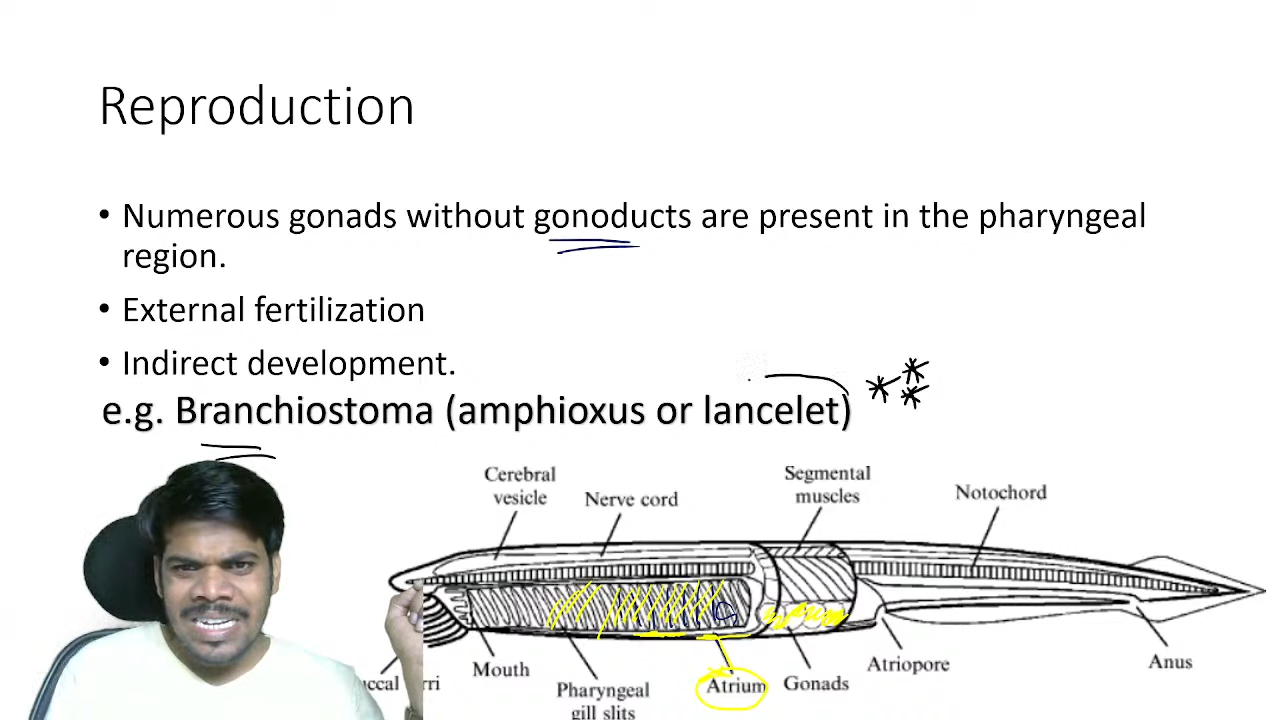 Reproduction
• Numerous gonads without gonoducts are present in the pharyngeal
region.
• External fertilization
• Indirect development.
e.g. Branchiostoma (amphioxus or lancelet)
Cerebral
vesicle
Nerve cord
Segmental
muscles
Notochord
Mouth
Pharyngeal
gill slits
Atrium
Gonads
Atriopore
Anus